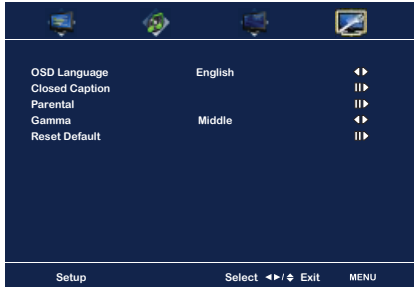 OSD Language English
Closed Caption
Parental
Gamma Middle
Reset Default
Setup Select ◄►/ Exit MENU